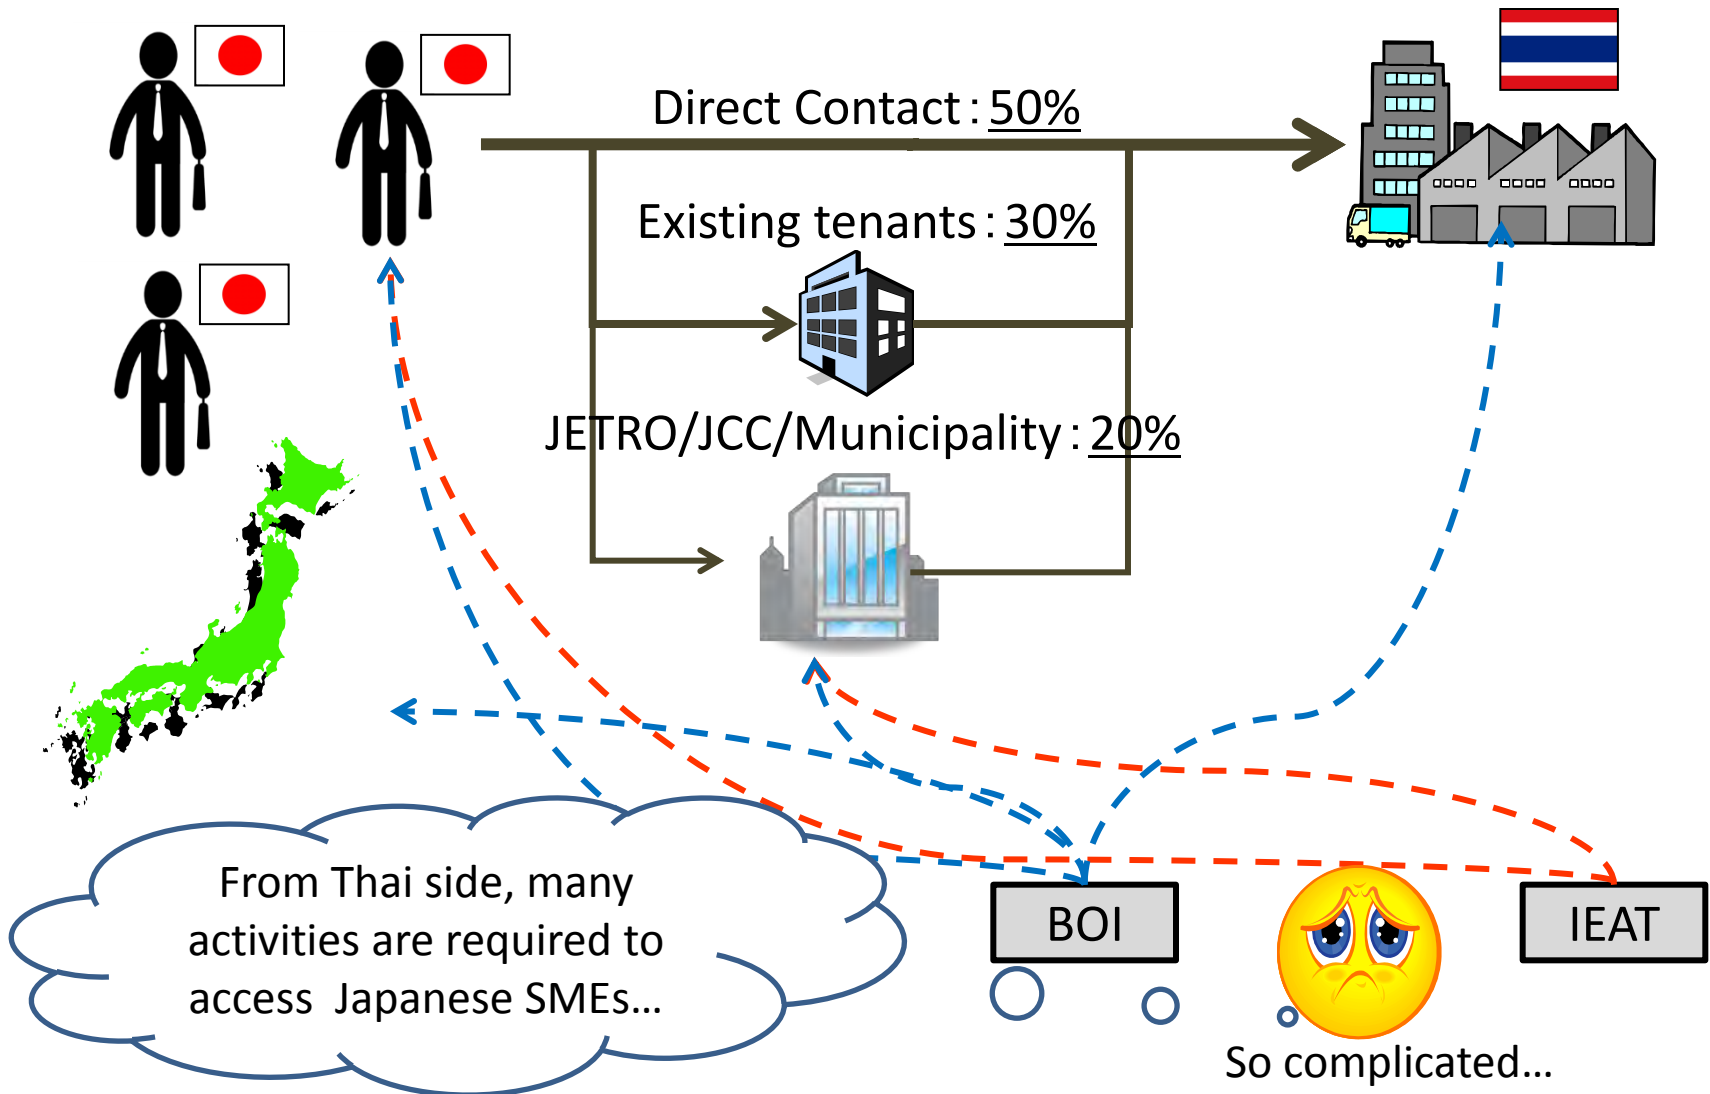 Direct Contact：50%
Existing tenants：30%
JETRO/JCC/Municipality：20%
From Thai side, many
activities are required to
access  Japanese SMEs…
BOI
IEAT
So complicated…